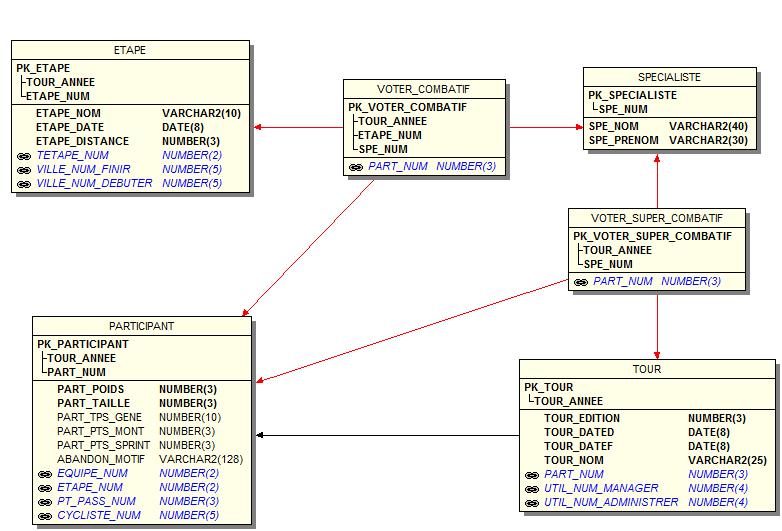 ETAPE
PK_ETAPE
TOUR_ANNEE
ETAPE_NUM
ETAPE_NOM VARCHAR2(10)
ETAPE_DATE DATE(8)
ETAPE_DISTANCE NUMBER(3)
TETAPE_NUM NUMBER(2)
VILLE_NUM_FINIR NUMBER(5)
VILLE_NUM_DEBUTER NUMBER(5)
VOTER_COMBATIF
PK_VOTER_COMBATIF
TOUR_ANNEE
ETAPE_NUM
SPE_NUM
PART_NUM NUMBER(3)
SPECIALISTE
PK_SPECIALISTE
SPE_NUM
SPE_NOM VARCHAR2(40)
SPE_PRENOM VARCHAR2(30)
VOTER_SUPER_COMBATIF
PK_VOTER_SUPER_COMBATIF
TOUR_ANNEE
SPE_NUM
PART_NUM NUMBER(3)
PARTICIPANT
PK_PARTICIPANT
TOUR_ANNEE
PART_NUM
PART_POIDS NUMBER(3)
PART_TAILLE NUMBER(3)
PART_TPS_GENE NUMBER(10)
PART_PTS_MONT NUMBER(3)
PART_PTS_SPRINT NUMBER(3)
ABANDON_MOTIF VARCHAR2(128)
EQUIPE_NUM NUMBER(2)
ETAPE_NUM NUMBER(2)
PT_PASS_NUM NUMBER(3)
CYCLISTE_NUM NUMBER(5)
TOUR
PK_TOUR
TOUR_ANNEE
TOUR_EDITION NUMBER(3)
TOUR_DATED DATE(8)
TOUR_DATEF DATE(8)
TOUR_NOM VARCHAR2(25)
PART_NUM NUMBER(3)
UTIL_NUM_MANAGER NUMBER(4)
UTIL_NUM_ADMINISTRER NUMBER(4)